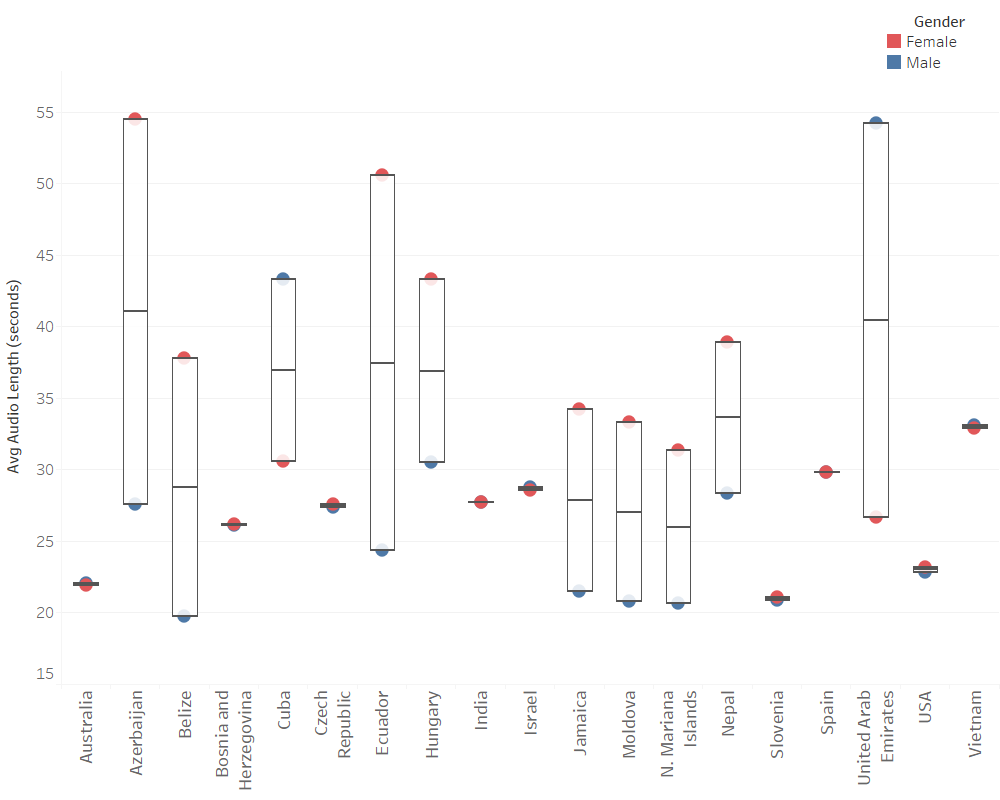 Gender
Female
Male
Avg Audio Length (seconds)
55
50
45
40
35
30
25
20
15
Australia
Azerbaijan
Belize
Bosnia and
Herzegovina
Cuba
Czech
Republic
Ecuador
Hungary
India
Israel
Jamaica
Moldova
N. Mariana
Islands
Nepal
Slovenia
Spain
United Arab
Emirates
USA
Vietnam